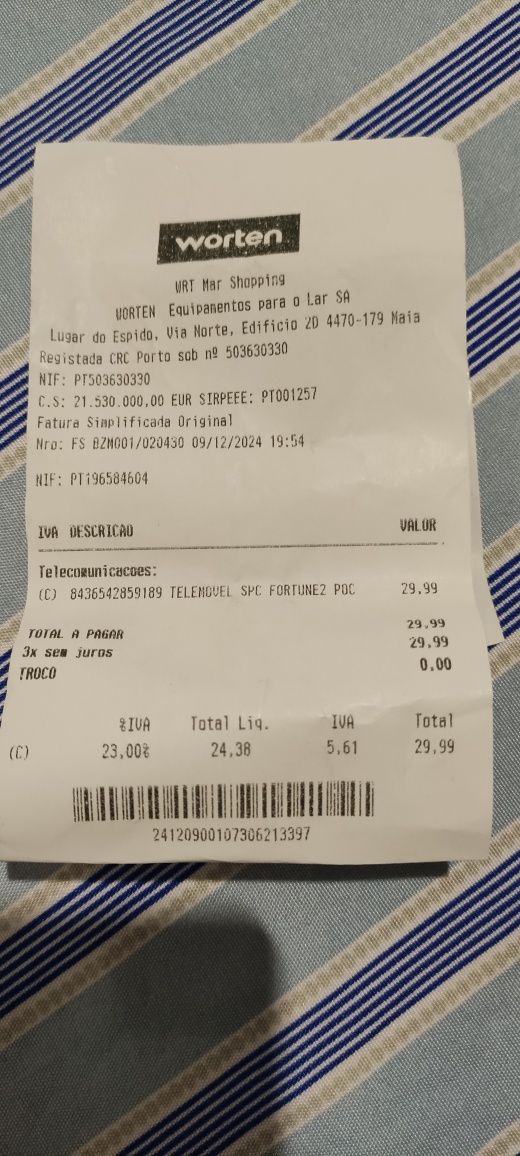 worten
WRT Mar Shopping
WORTEN Equipamentos para o Lar SA
Lugar do Espido, Via Norte, Edificio 2D 4470-179 Maia
Registada CRC Porto sob nº 503630330
NIF: PT503630330
C.S: 21.530.000,00 EUR SIRPEEE: PT001257
Fatura Simplificada Original
Nro: FS BZM001/020430 09/12/2024 19:54
NIF: PT196584604
IVA DESCRICAO VALOR
Telecomunicacoes:
(C) 8436542859189 TELEMOVEL SPC FORTUNE2 POC 29.99
TOTAL A PAGAR 29,99
3x sem juros 29,99
TROCO 0.00
%IVA Total Liq. IVA Total
(C) 23,00% 24,38 5,61 29,99
24120900107306213397